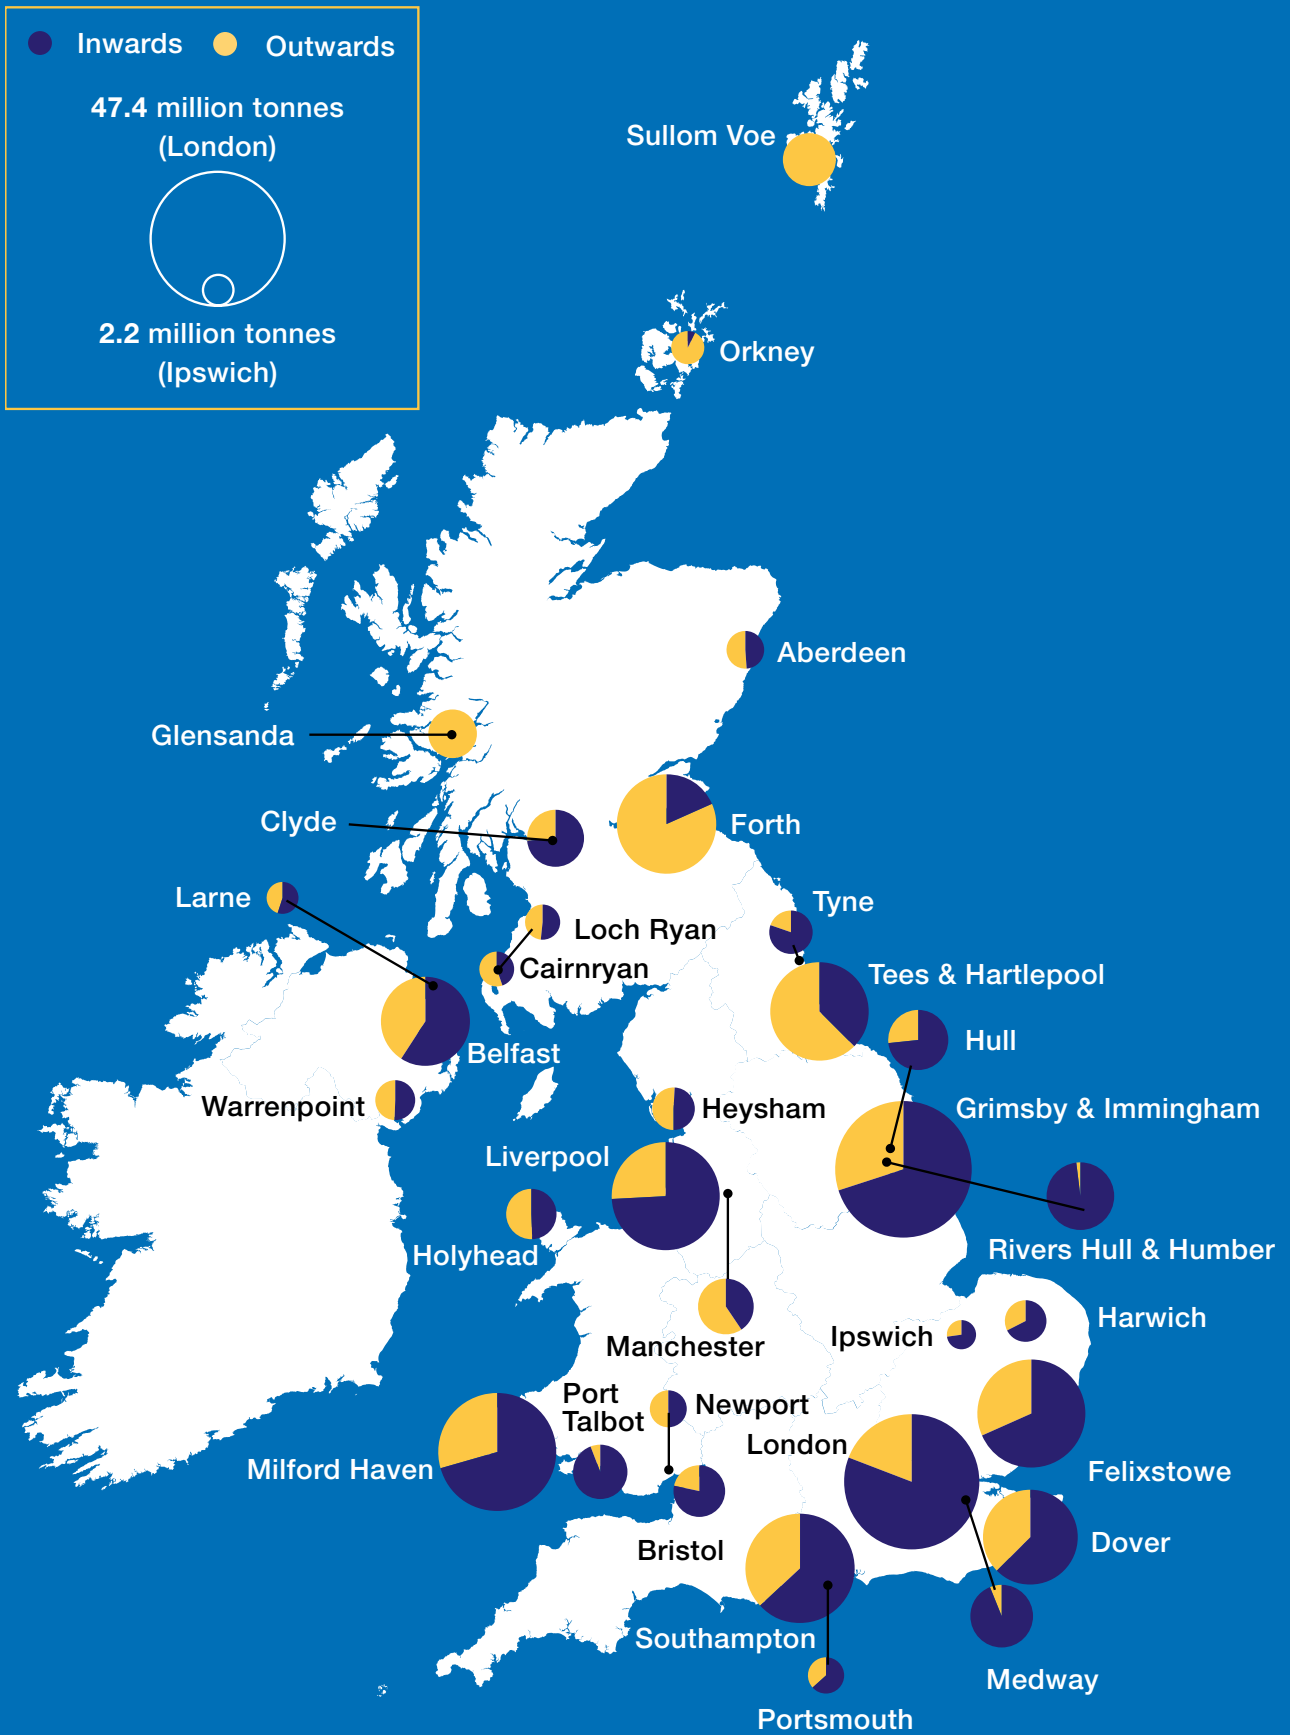 Inwards
Outwards
47.4 million tonnes
(London)
2.2 million tonnes
(Ipswich)
Sullom Voe
Orkney
Aberdeen
Glensanda
Clyde
Forth
Larne
Tyne
Loch Ryan
Cairnryan
Tees & Hartlepool
Hull
Belfast
Warrenpoint
Heysham
Grimsby & Immingham
Liverpool
Holyhead
Rivers Hull & Humber
Harwich
Ipswich
Manchester
Port
Talbot
Newport
London
Milford Haven
Felixstowe
Dover
Bristol
Southampton
Medway
Portsmouth